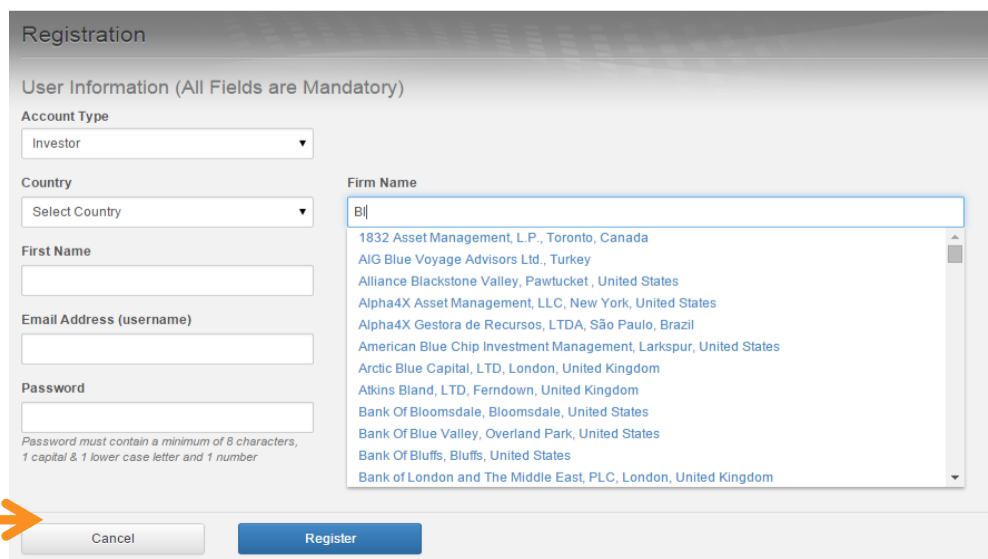 Registration
User Information (All Fields are Mandatory)
Account Type
Investor
Country
Firm Name
Select Country
Bl
1832 Asset Management, L.P., Toronto, Canada
First Name
AIG Blue Voyage Advisors Ltd., Turkey
Alliance Blackstone Valley, Pawtucket , United States
Alpha4X Asset Management, LLC, New York, United States
Email Address (username)
Alpha4X Gestora de Recursos, LTDA, São Paulo, Brazil
American Blue Chip Investment Management, Larkspur, United States
Arctic Blue Capital, LTD, London, United Kingdom
Password
Atkins Bland, LTD, Ferndown, United Kingdom
Bank Of Bloomsdale, Bloomsdale, United States
Bank Of Blue Valley, Overland Park, United States
Password must contain a minimum of 8 characters,
1 capital & 1 lower case letter and 1 number
Bank Of Bluffs, Bluffs, United States
Bank of London and The Middle East, PLC, London, United Kingdom
Cancel
Register